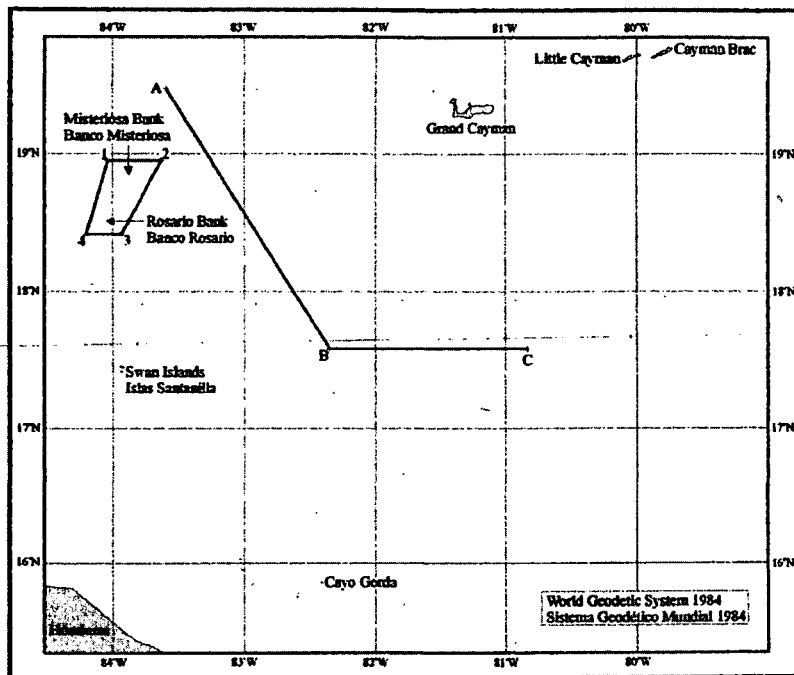 84°W 83°W 82°W 81°W 80°W
Little Cayman
Cayman Brac
A
Grand Cayman
Misteriosa Bank
Banco Misteriosa
19°N 19°N
1 2
Rosario Bank
Banco Rosario
4 3
18°N 18°N
B C
Swan Islands
Islas Santanilla
17°N 17°N
16°N 16°N
Cayo Gorda
World Geodetic System 1984
Sistema Geodético Mundial 1984
Honduras
84°W 83°W 82°W 81°W 80°W